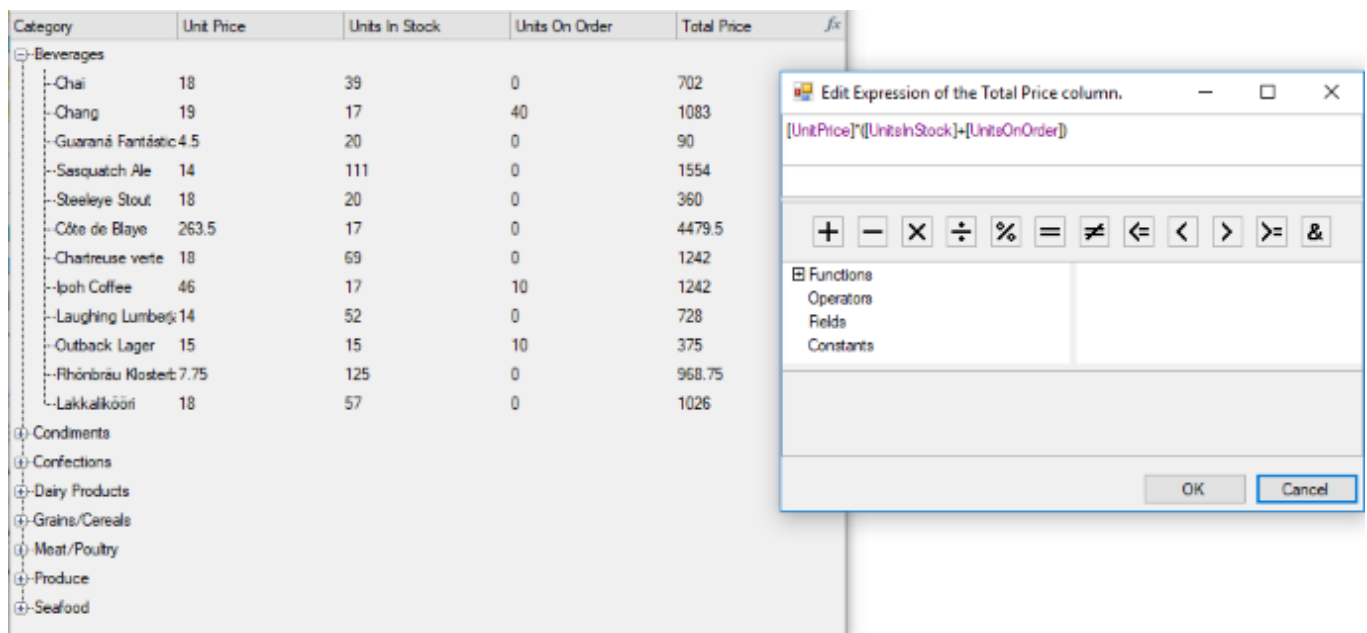 Category Unit Price Units In Stock Units On Order Total Price fx
Beverages
Chai 18 39 0 702
Chang 19 17 40 1083
Guaraná Fantástic 4.5 20 0 90
Sasquatch Ale 14 111 0 1554
Steeleye Stout 18 20 0 360
Côte de Blaye 263.5 17 0 4479.5
Chartreuse verte 18 69 0 1242
Ipoh Coffee 46 17 10 1242
Laughing Lumberj 14 52 0 728
Outback Lager 15 15 10 375
Rhönbräu Klosterb 7.75 125 0 968.75
Lakkalikööri 18 57 0 1026
Condiments
Confections
Dairy Products
Grains/Cereals
Meat/Poultry
Produce
Seafood
Edit Expression of the Total Price column.
[UnitPrice]*([UnitsInStock]+[UnitsOnOrder])
+ − × ÷ % = ≠ <= < > >= &
Functions
Operators
Fields
Constants
OK Cancel